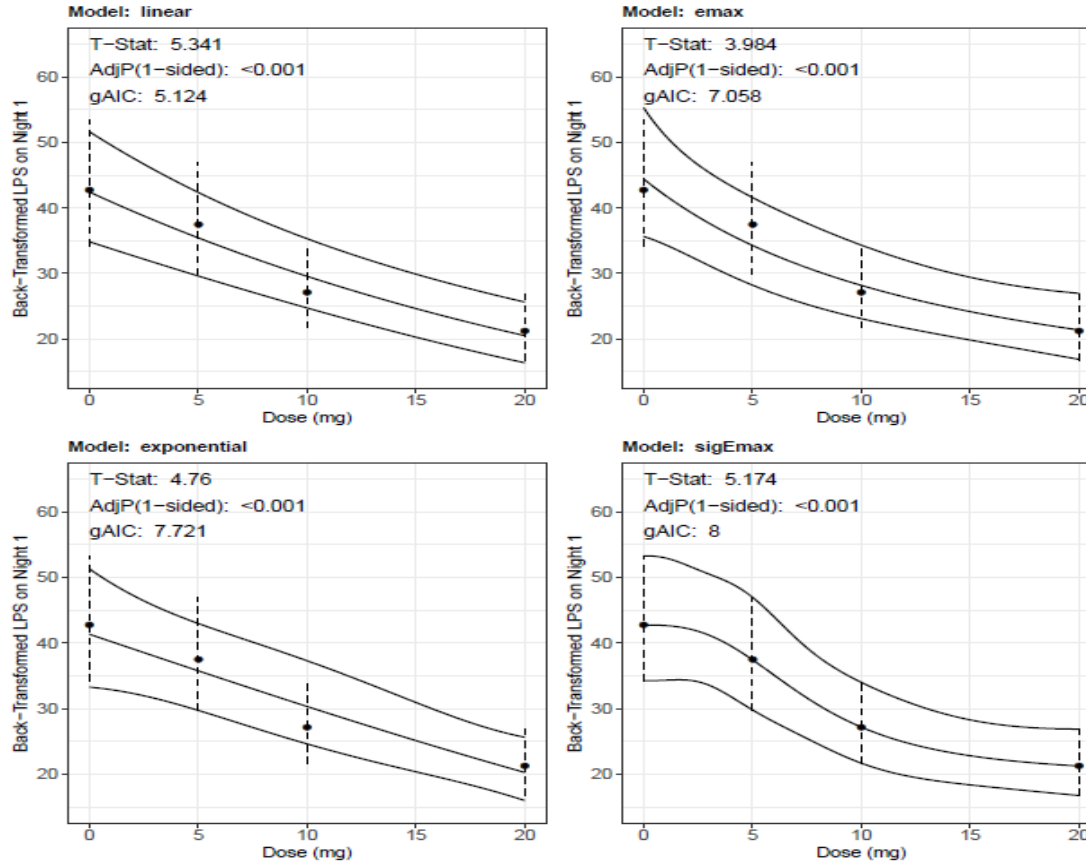 Model: linear
T-Stat: 5.341
AdjP(1-sided): <0.001
gAIC: 5.124
Back-Transformed LPS on Night 1
60
50
40
30
20
0 5 10 15 20
Dose (mg)
Model: emax
T-Stat: 3.984
AdjP(1-sided): <0.001
gAIC: 7.058
Back-Transformed LPS on Night 1
60
50
40
30
20
0 5 10 15 20
Dose (mg)
Model: exponential
T-Stat: 4.76
AdjP(1-sided): <0.001
gAIC: 7.721
Back-Transformed LPS on Night 1
60
50
40
30
20
0 5 10 15 20
Dose (mg)
Model: sigEmax
T-Stat: 5.174
AdjP(1-sided): <0.001
gAIC: 8
Back-Transformed LPS on Night 1
60
50
40
30
20
0 5 10 15 20
Dose (mg)